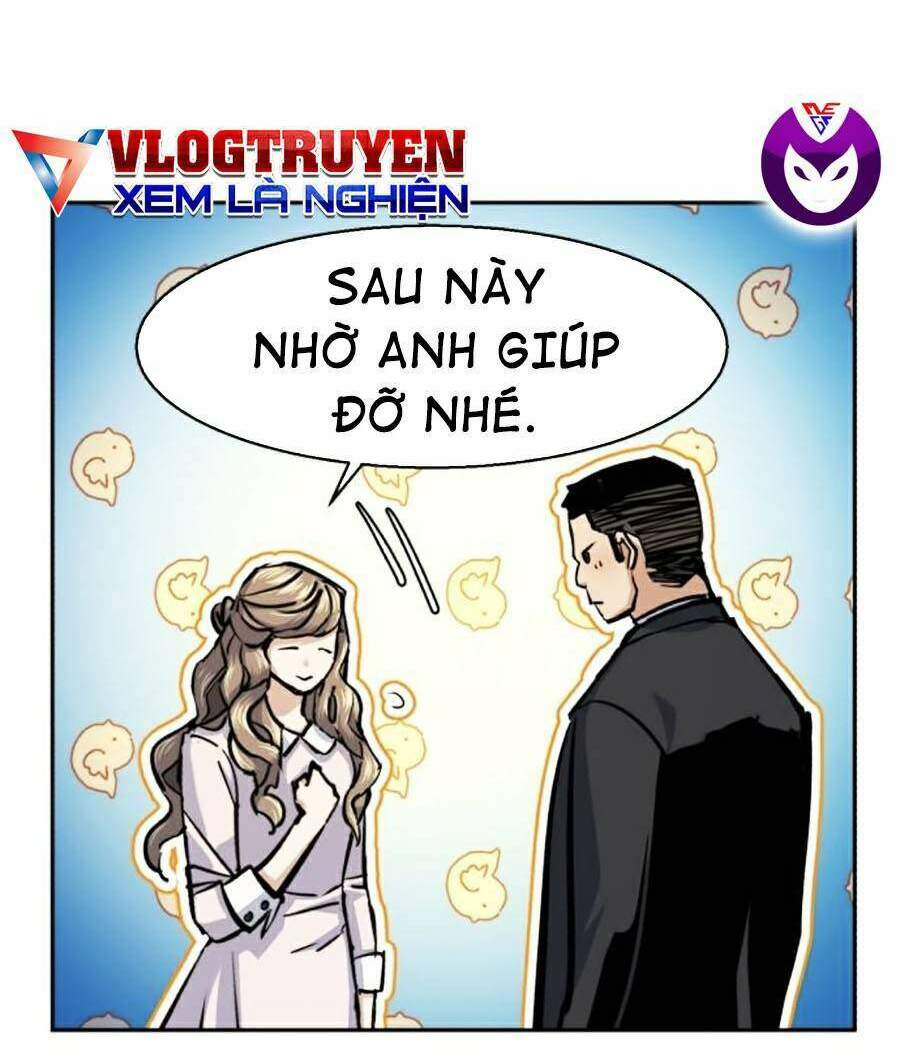 VLOGTRUYEN
XEM LÀ NGHIỆN
SAU NÀY
NHỜ ANH GIÚP
ĐỠ NHÉ.